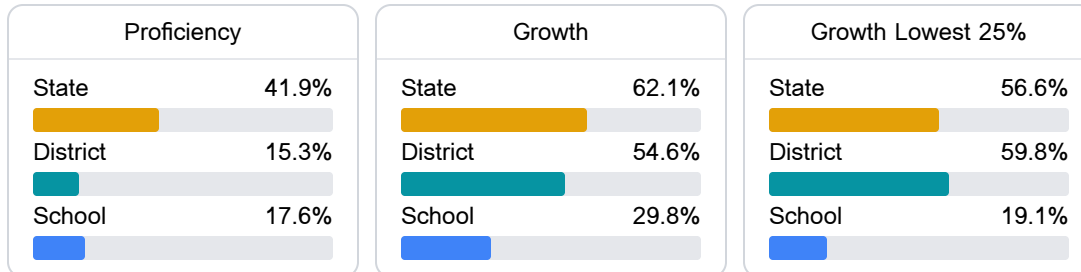 Proficiency
State 41.9%
District 15.3%
School 17.6%
Growth
State 62.1%
District 54.6%
School 29.8%
Growth Lowest 25%
State 56.6%
District 59.8%
School 19.1%